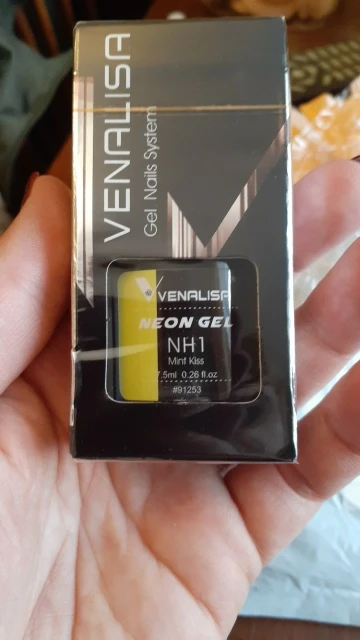 VENALISA
Gel Nails System
VENALISA
NEON GEL
NH1
Mint Kiss
7.5ml 0.26 fl.oz
#91253